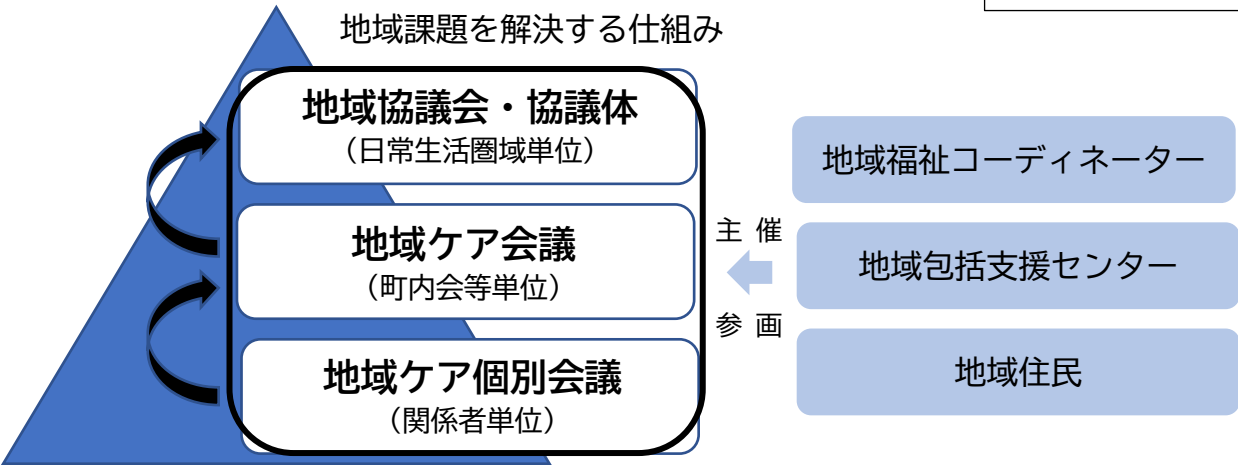 地域課題を解決する仕組み
地域協議会・協議体
（日常生活圏域単位）
地域ケア会議
（町内会等単位）
地域ケア個別会議
（関係者単位）
主 催
参 画
地域福祉コーディネーター
地域包括支援センター
地域住民